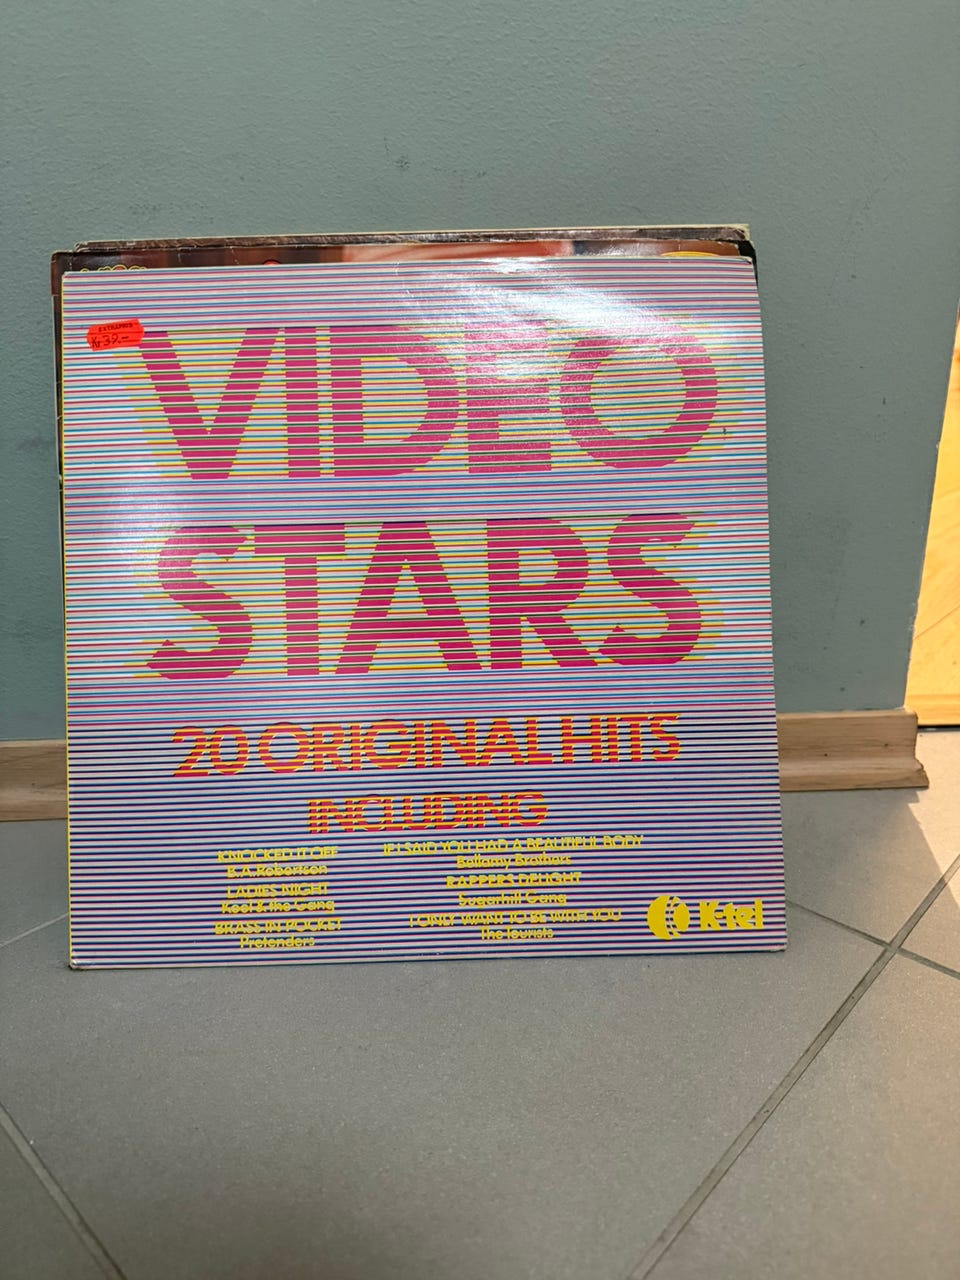 EXTRAPRIS
Kr 39.-
VIDEO
STARS
20 ORIGINAL HITS
INCLUDING
KNOCKED IT OFF
B.A. Robertson
LADIES NIGHT
Kool & the Gang
BRASS IN POCKET
Pretenders
IF I SAID YOU HAD A BEAUTIFUL BODY
Bellamy Brothers
RAPPERS DELIGHT
Sugarhill Gang
I ONLY WANT TO BE WITH YOU
The Tourists
K-tel